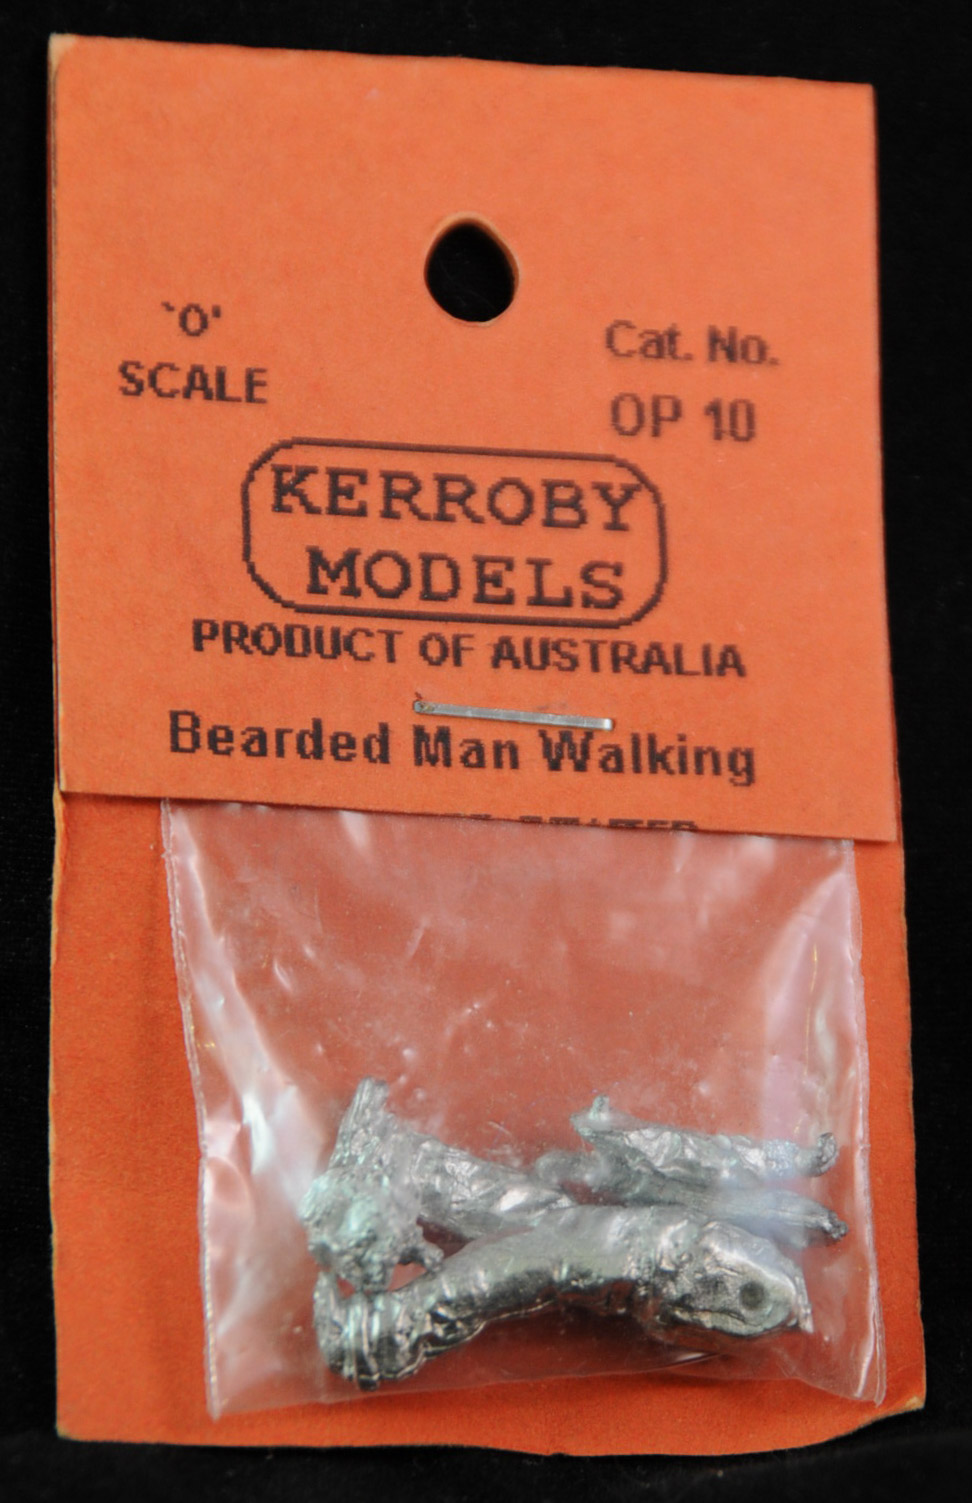 `O'
SCALE
Cat. No.
OP 10
KERROBY
MODELS
PRODUCT OF AUSTRALIA
Bearded Man Walking